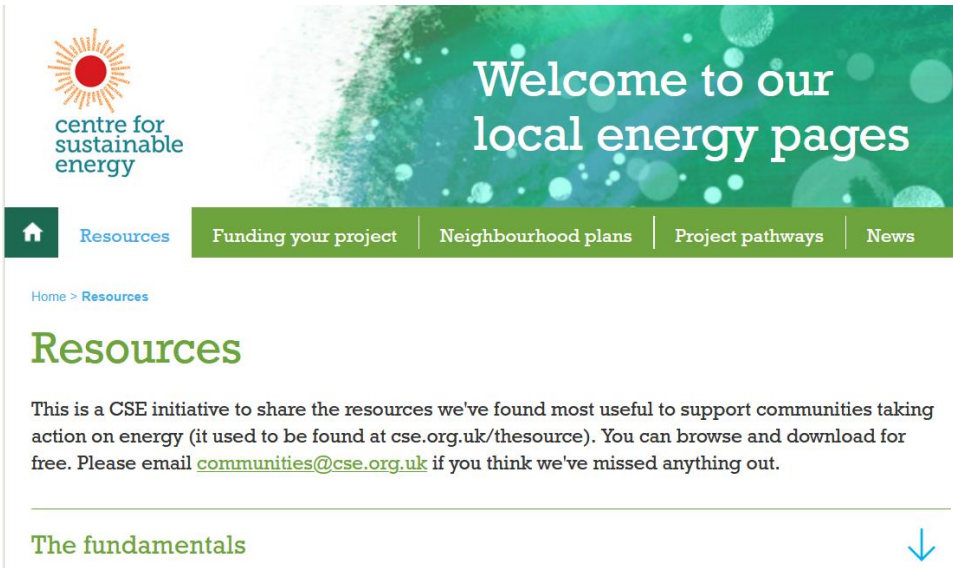 centre for
sustainable
energy
Welcome to our
local energy pages
Resources Funding your project Neighbourhood plans Project pathways News
Home > Resources
Resources
This is a CSE initiative to share the resources we've found most useful to support communities taking
action on energy (it used to be found at cse.org.uk/thesource). You can browse and download for
free. Please email communities@cse.org.uk if you think we've missed anything out.
The fundamentals